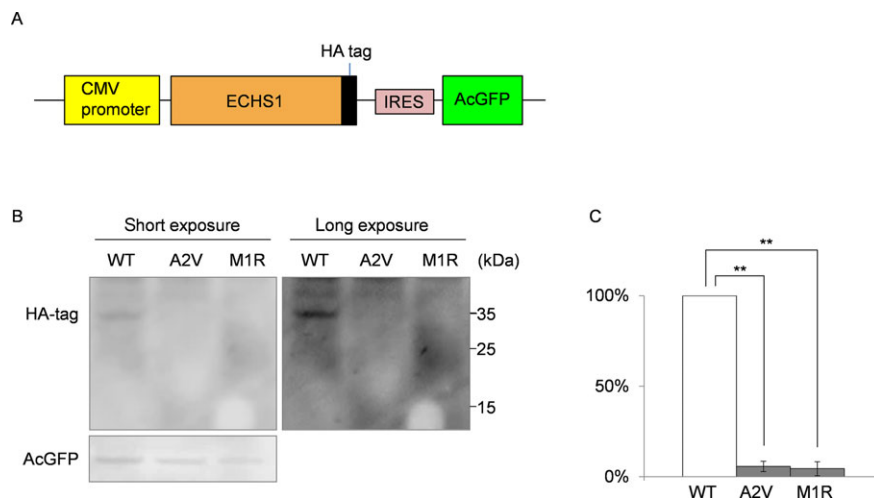 A
HA tag
CMV
promoter
ECHS1
IRES
AcGFP
B
Short exposure
Long exposure
WT A2V M1R WT A2V M1R (kDa)
HA-tag
35
25
15
AcGFP
C
**
**
100%
50%
0%
WT A2V M1R